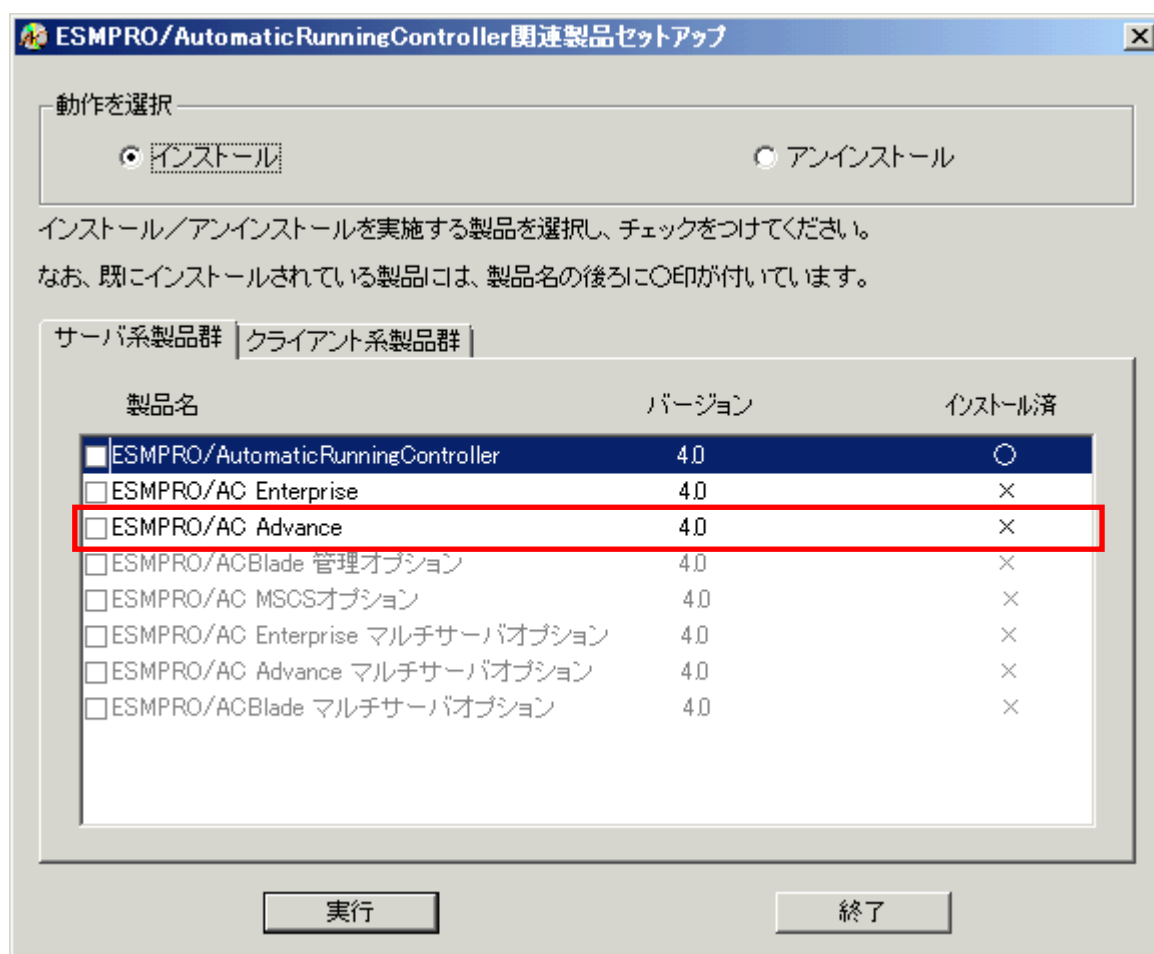 ESMPRO/AutomaticRunningController関連製品セットアップ
動作を選択
インストール アンインストール
インストール／アンインストールを実施する製品を選択し、チェックをつけてください。
なお、既にインストールされている製品には、製品名の後ろに〇印が付いています。
サーバ系製品群 クライアント系製品群
製品名 バージョン インストール済
ESMPRO/AutomaticRunningController 4.0 ○
ESMPRO/AC Enterprise 4.0 ×
ESMPRO/AC Advance 4.0 ×
ESMPRO/ACBlade 管理オプション 4.0 ×
ESMPRO/AC MSCSオプション 4.0 ×
ESMPRO/AC Enterprise マルチサーバオプション 4.0 ×
ESMPRO/AC Advance マルチサーバオプション 4.0 ×
ESMPRO/ACBlade マルチサーバオプション 4.0 ×
実行 終了